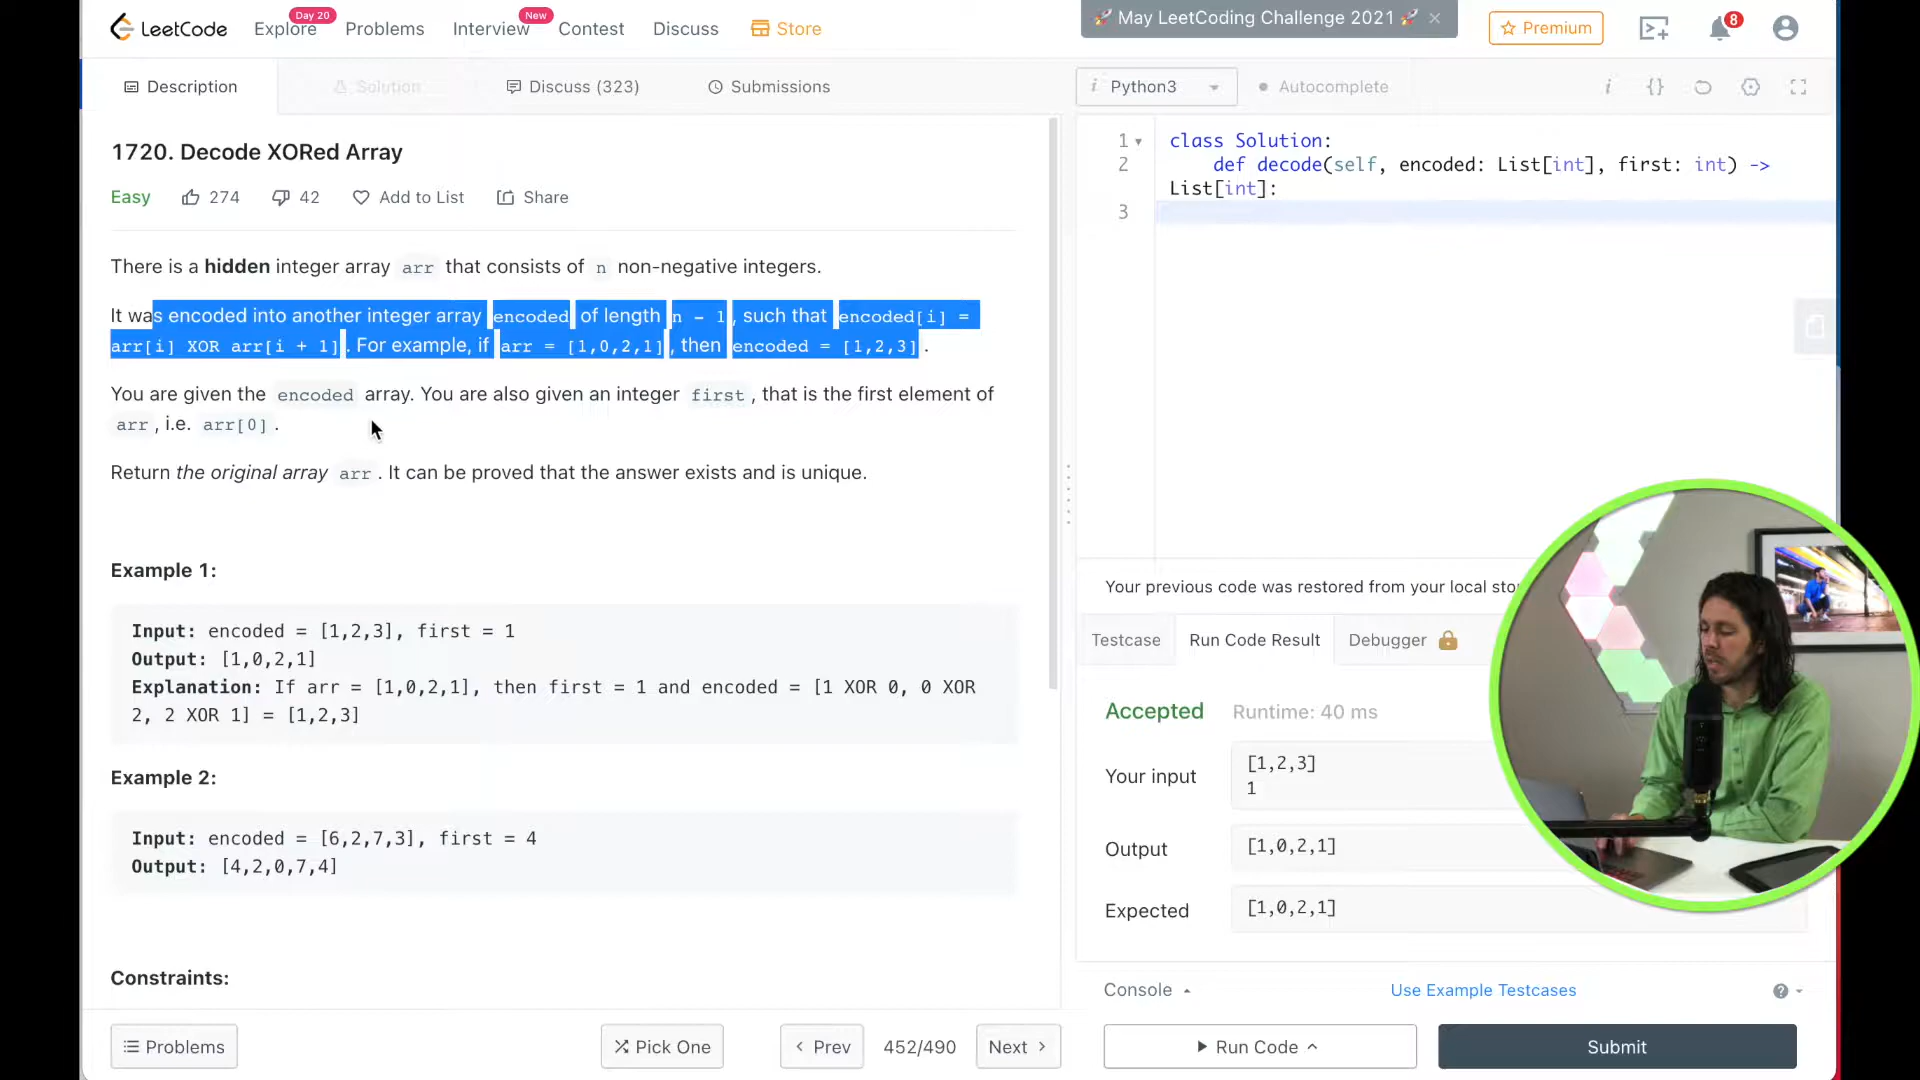 LeetCode
Explore
Day 20
Problems
Interview
New
Contest
Discuss
Store
🚀 May LeetCoding Challenge 2021 🚀
Premium
8
Description
Solution
Discuss (323)
Submissions
Python3
Autocomplete
1720. Decode XORed Array
Easy
274
42
Add to List
Share
There is a hidden integer array arr that consists of n non-negative integers.
It was encoded into another integer array encoded of length n - 1, such that encoded[i] =
arr[i] XOR arr[i + 1]. For example, if arr = [1,0,2,1], then encoded = [1,2,3].
You are given the encoded array. You are also given an integer first, that is the first element of
arr, i.e. arr[0].
Return the original array arr. It can be proved that the answer exists and is unique.
Example 1:
Input: encoded = [1,2,3], first = 1
Output: [1,0,2,1]
Explanation: If arr = [1,0,2,1], then first = 1 and encoded = [1 XOR 0, 0 XOR
2, 2 XOR 1] = [1,2,3]
Example 2:
Input: encoded = [6,2,7,3], first = 4
Output: [4,2,0,7,4]
Constraints:
Problems
Pick One
Prev
452/490
Next
1 class Solution:
2 def decode(self, encoded: List[int], first: int) ->
List[int]:
3
Your previous code was restored from your local
Testcase
Run Code Result
Debugger
Accepted
Runtime: 40 ms
Your input
[1,2,3]
1
Output
[1,0,2,1]
Expected
[1,0,2,1]
Console
Use Example Testcases
Run Code
Submit